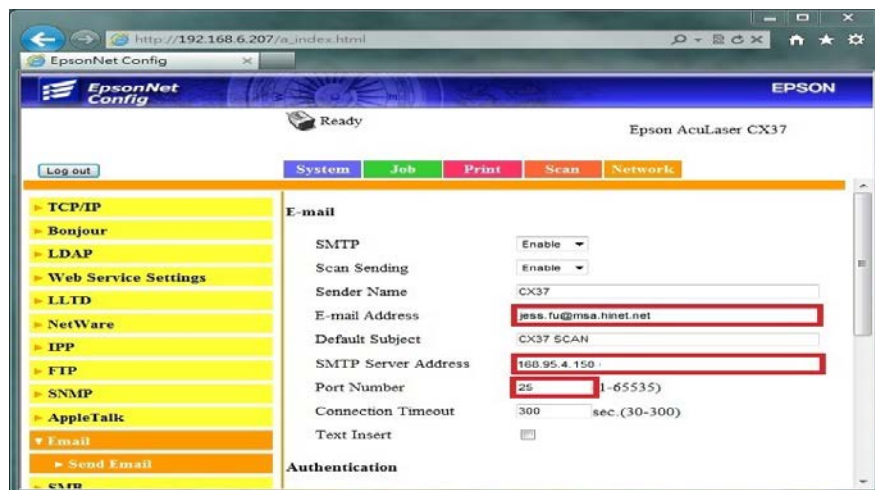 http://192.168.6.207/a_index.html
EpsonNet Config
EpsonNet
Config
EPSON
Ready
Epson AcuLaser CX37
Log out
System Job Print Scan Network
TCP/IP
Bonjour
LDAP
Web Service Settings
LLTD
NetWare
IPP
FTP
SNMP
AppleTalk
Email
Send Email
SMB
E-mail
SMTP Enable
Scan Sending Enable
Sender Name CX37
E-mail Address jess.fu@msa.hinet.net
Default Subject CX37 SCAN
SMTP Server Address 168.95.4.150
Port Number 25 1-65535)
Connection Timeout 300 sec.(30-300)
Text Insert
Authentication